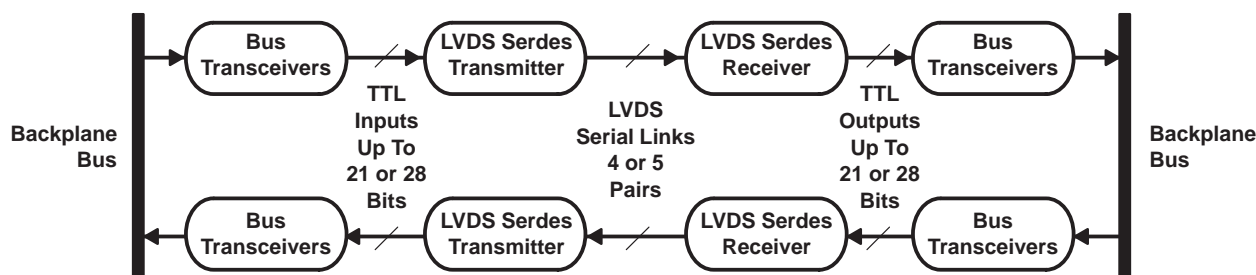 Bus
Transceivers
LVDS Serdes
Transmitter
LVDS Serdes
Receiver
Bus
Transceivers
Backplane
Bus
TTL
Inputs
Up To
21 or 28
Bits
LVDS
Serial Links
4 or 5
Pairs
TTL
Outputs
Up To
21 or 28
Bits
Backplane
Bus
Bus
Transceivers
LVDS Serdes
Transmitter
LVDS Serdes
Receiver
Bus
Transceivers